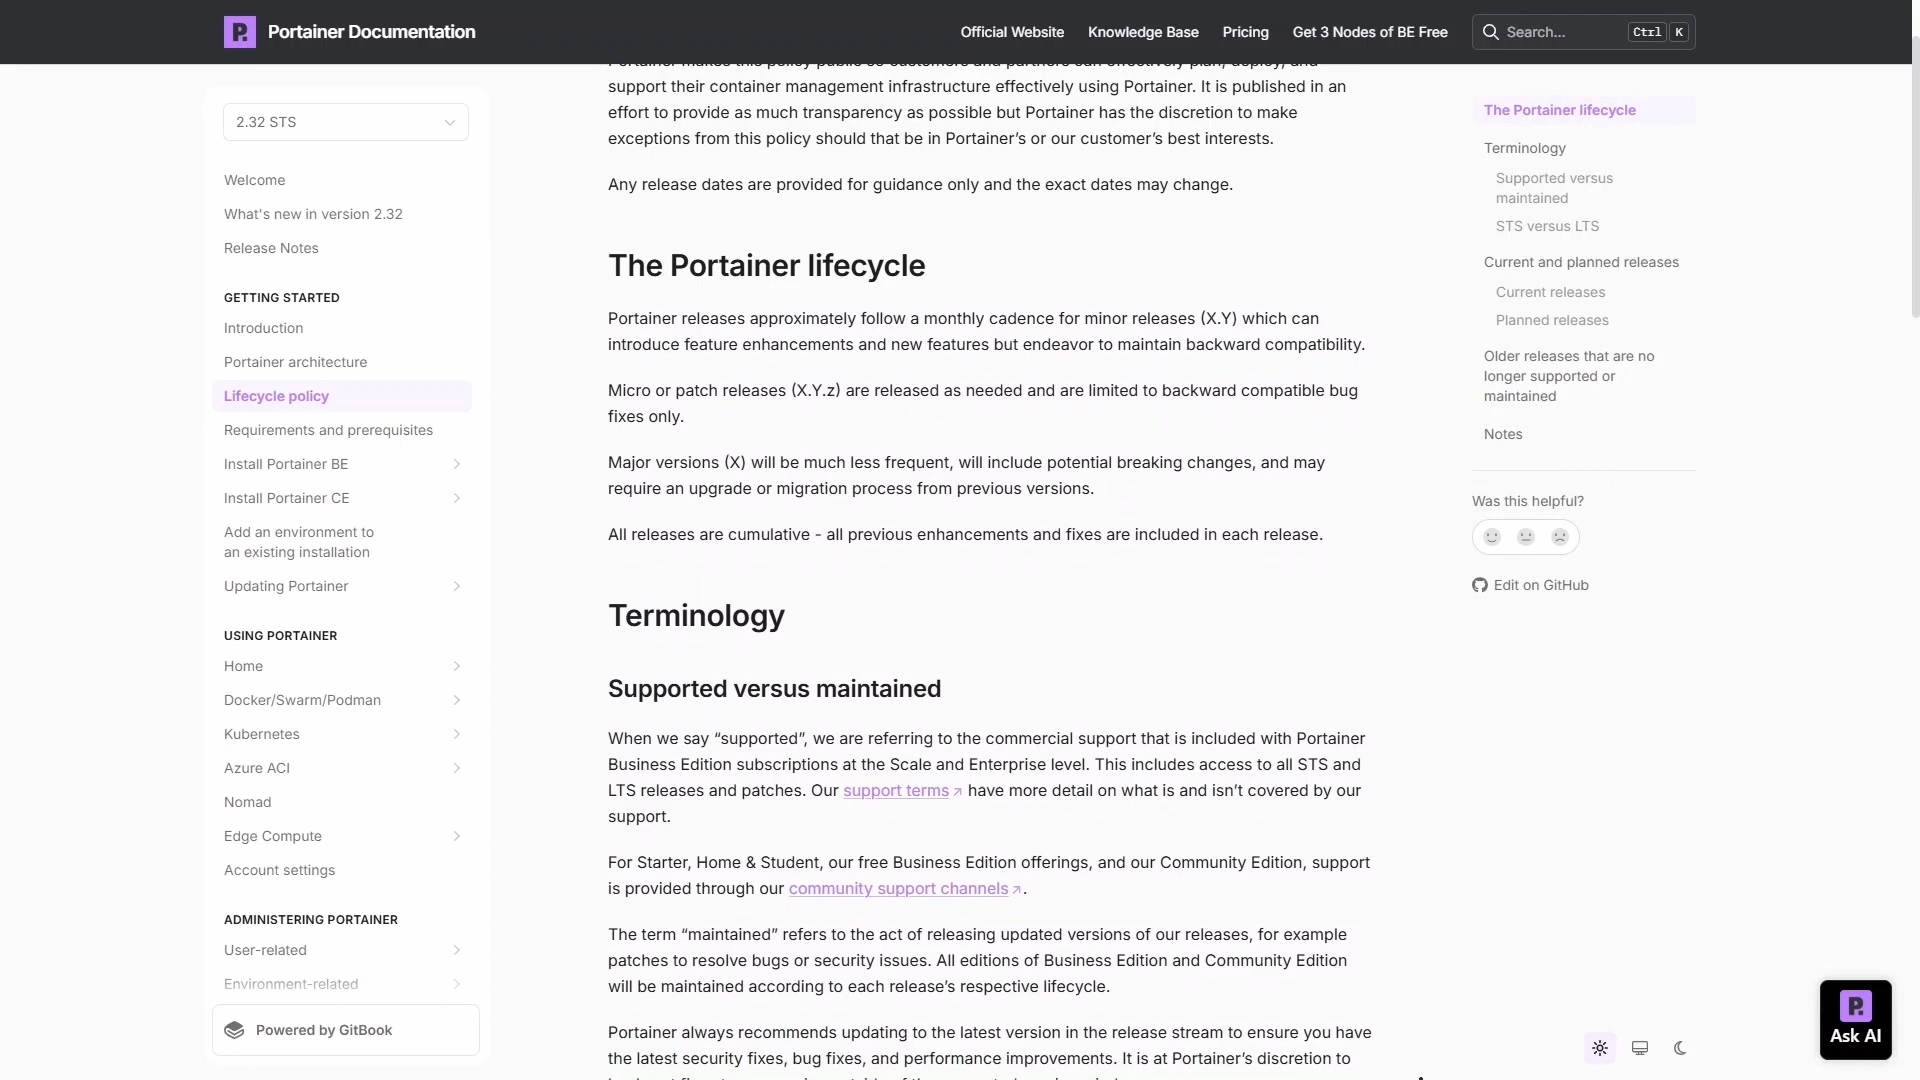 Portainer Documentation
Official Website
Knowledge Base
Pricing
Get 3 Nodes of BE Free
Search...
Ctrl K
2.32 STS
Welcome
What's new in version 2.32
Release Notes
GETTING STARTED
Introduction
Portainer architecture
Lifecycle policy
Requirements and prerequisites
Install Portainer BE
Install Portainer CE
Add an environment to
an existing installation
Updating Portainer
USING PORTAINER
Home
Docker/Swarm/Podman
Kubernetes
Azure ACI
Nomad
Edge Compute
Account settings
ADMINISTERING PORTAINER
User-related
Environment-related
Powered by GitBook
Portainer makes this policy public so customers and partners can effectively plan, deploy, and
support their container management infrastructure effectively using Portainer. It is published in an
effort to provide as much transparency as possible but Portainer has the discretion to make
exceptions from this policy should that be in Portainer’s or our customer’s best interests.
Any release dates are provided for guidance only and the exact dates may change.
The Portainer lifecycle
Portainer releases approximately follow a monthly cadence for minor releases (X.Y) which can
introduce feature enhancements and new features but endeavor to maintain backward compatibility.
Micro or patch releases (X.Y.z) are released as needed and are limited to backward compatible bug
fixes only.
Major versions (X) will be much less frequent, will include potential breaking changes, and may
require an upgrade or migration process from previous versions.
All releases are cumulative - all previous enhancements and fixes are included in each release.
Terminology
Supported versus maintained
When we say “supported”, we are referring to the commercial support that is included with Portainer
Business Edition subscriptions at the Scale and Enterprise level. This includes access to all STS and
LTS releases and patches. Our support terms have more detail on what is and isn’t covered by our
support.
For Starter, Home & Student, our free Business Edition offerings, and our Community Edition, support
is provided through our community support channels.
The term “maintained” refers to the act of releasing updated versions of our releases, for example
patches to resolve bugs or security issues. All editions of Business Edition and Community Edition
will be maintained according to each release’s respective lifecycle.
Portainer always recommends updating to the latest version in the release stream to ensure you have
the latest security fixes, bug fixes, and performance improvements. It is at Portainer’s discretion to
The Portainer lifecycle
Terminology
Supported versus
maintained
STS versus LTS
Current and planned releases
Current releases
Planned releases
Older releases that are no
longer supported or
maintained
Notes
Was this helpful?
Edit on GitHub
Ask AI